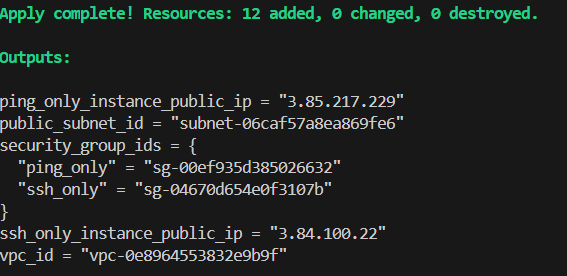 Apply complete! Resources: 12 added, 0 changed, 0 destroyed.
Outputs:
ping_only_instance_public_ip = "3.85.217.229"
public_subnet_id = "subnet-06caf57a8ea869fe6"
security_group_ids = {
  "ping_only" = "sg-00ef935d385026632"
  "ssh_only" = "sg-04670d654e0f3107b"
}
ssh_only_instance_public_ip = "3.84.100.22"
vpc_id = "vpc-0e8964553832e9b9f"